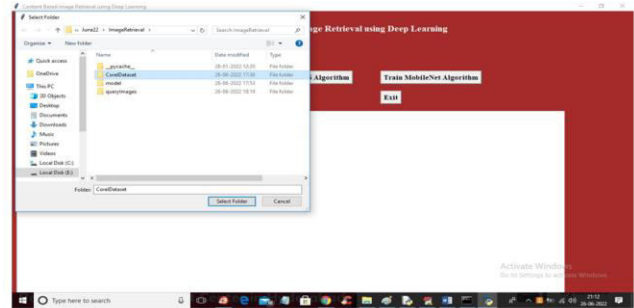 Content Based Image Retrieval using Deep Learning
Select Folder
June22 > ImageRetrieval >
Search ImageRetrieval
ge Retrieval using Deep Learning
Organize New folder
Name Date modified Type
Quick access
OneDrive
This PC
3D Objects
Desktop
Documents
Downloads
Music
Pictures
Videos
Local Disk (C:)
Local Disk (E:)
__pycache__ File folder
CorelDataset File folder
model File folder
queryImages File folder
Algorithm
Train MobileNet Algorithm
Exit
Folder: CorelDataset
Select Folder Cancel
Activate Windows
Go to Settings to activate Windows.
Type here to search
21:12
26-06-2022